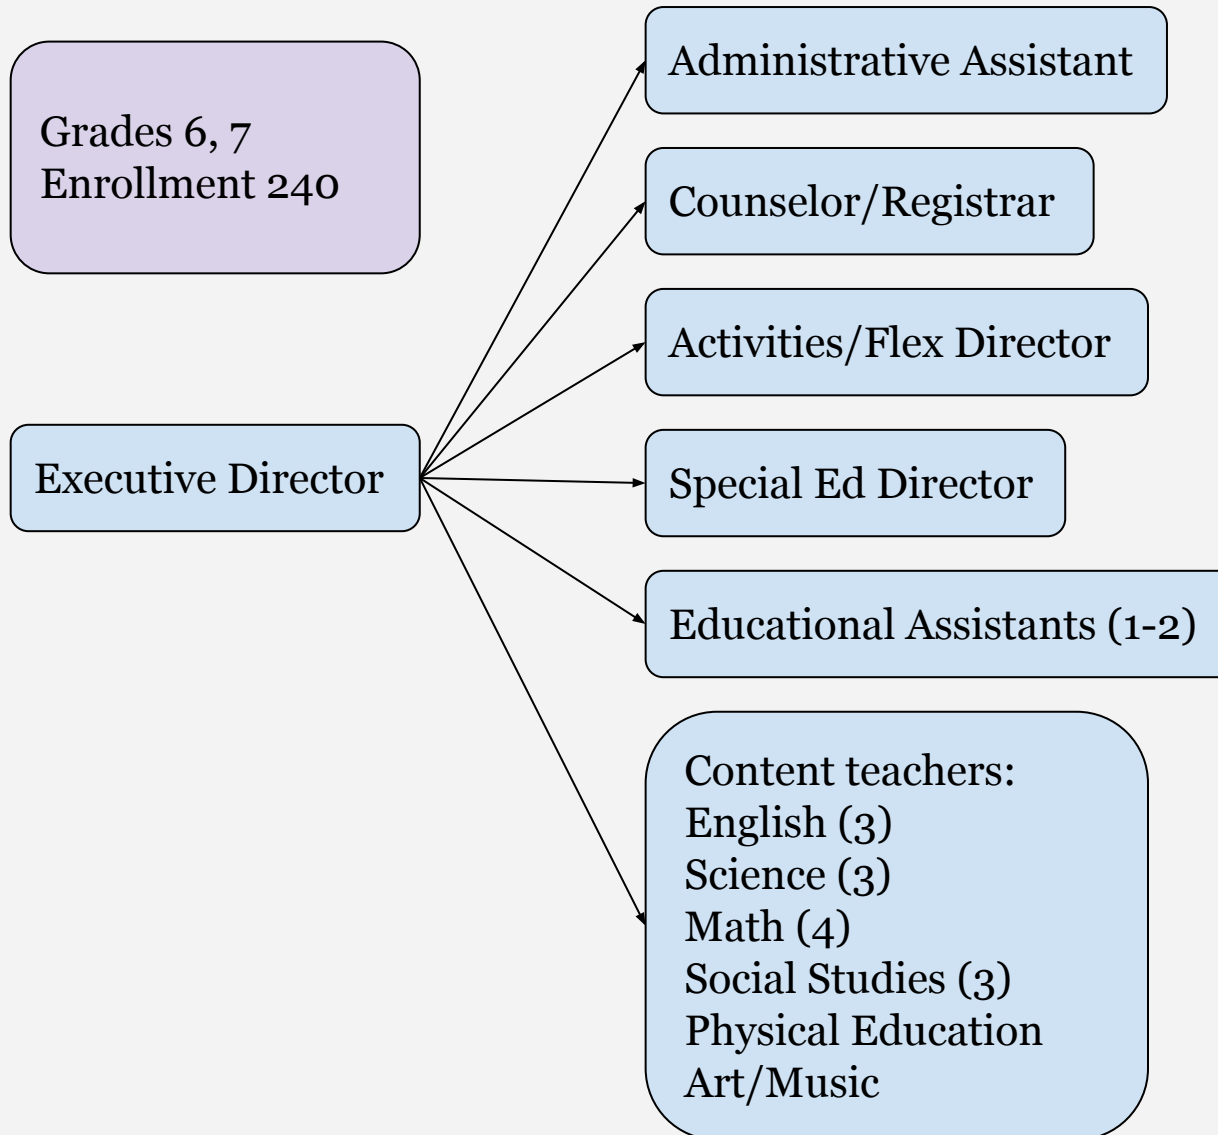 Grades 6, 7
Enrollment 240
Executive Director
Administrative Assistant
Counselor/Registrar
Activities/Flex Director
Special Ed Director
Educational Assistants (1-2)
Content teachers:
English (3)
Science (3)
Math (4)
Social Studies (3)
Physical Education
Art/Music